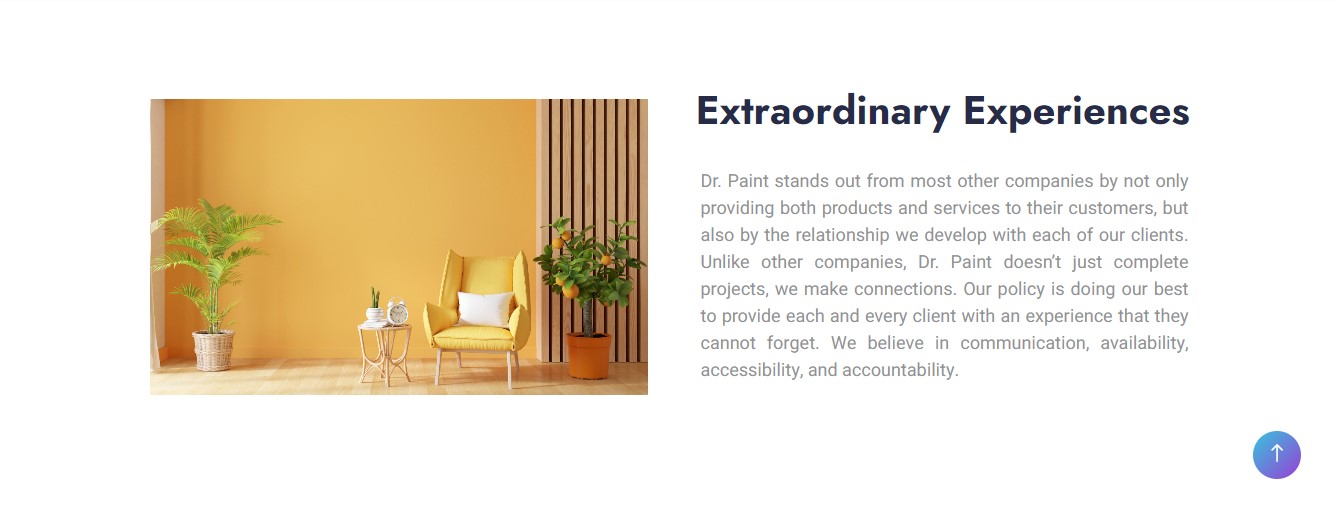 Extraordinary Experiences
Dr. Paint stands out from most other companies by not only
providing both products and services to their customers, but
also by the relationship we develop with each of our clients.
Unlike other companies, Dr. Paint doesn’t just complete
projects, we make connections. Our policy is doing our best
to provide each and every client with an experience that they
cannot forget. We believe in communication, availability,
accessibility, and accountability.